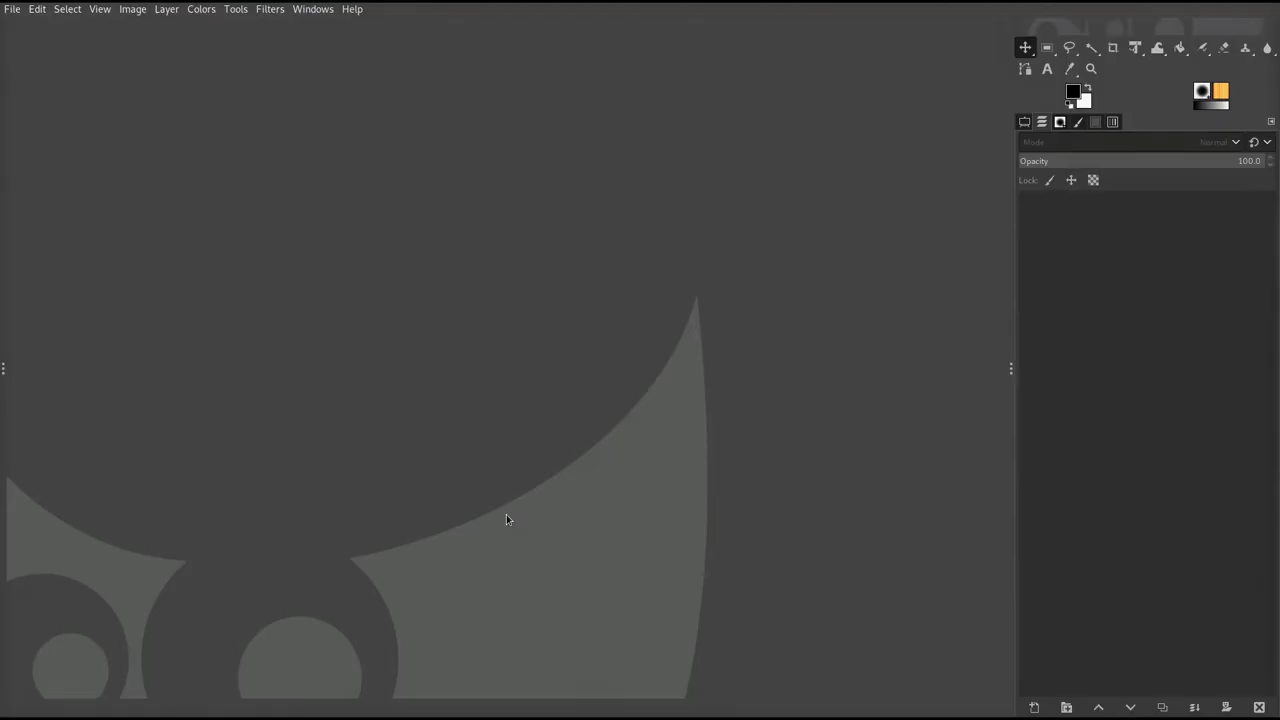 File Edit Select View Image Layer Colors Tools Filters Windows Help
Mode Normal
Opacity 100.0
Lock: